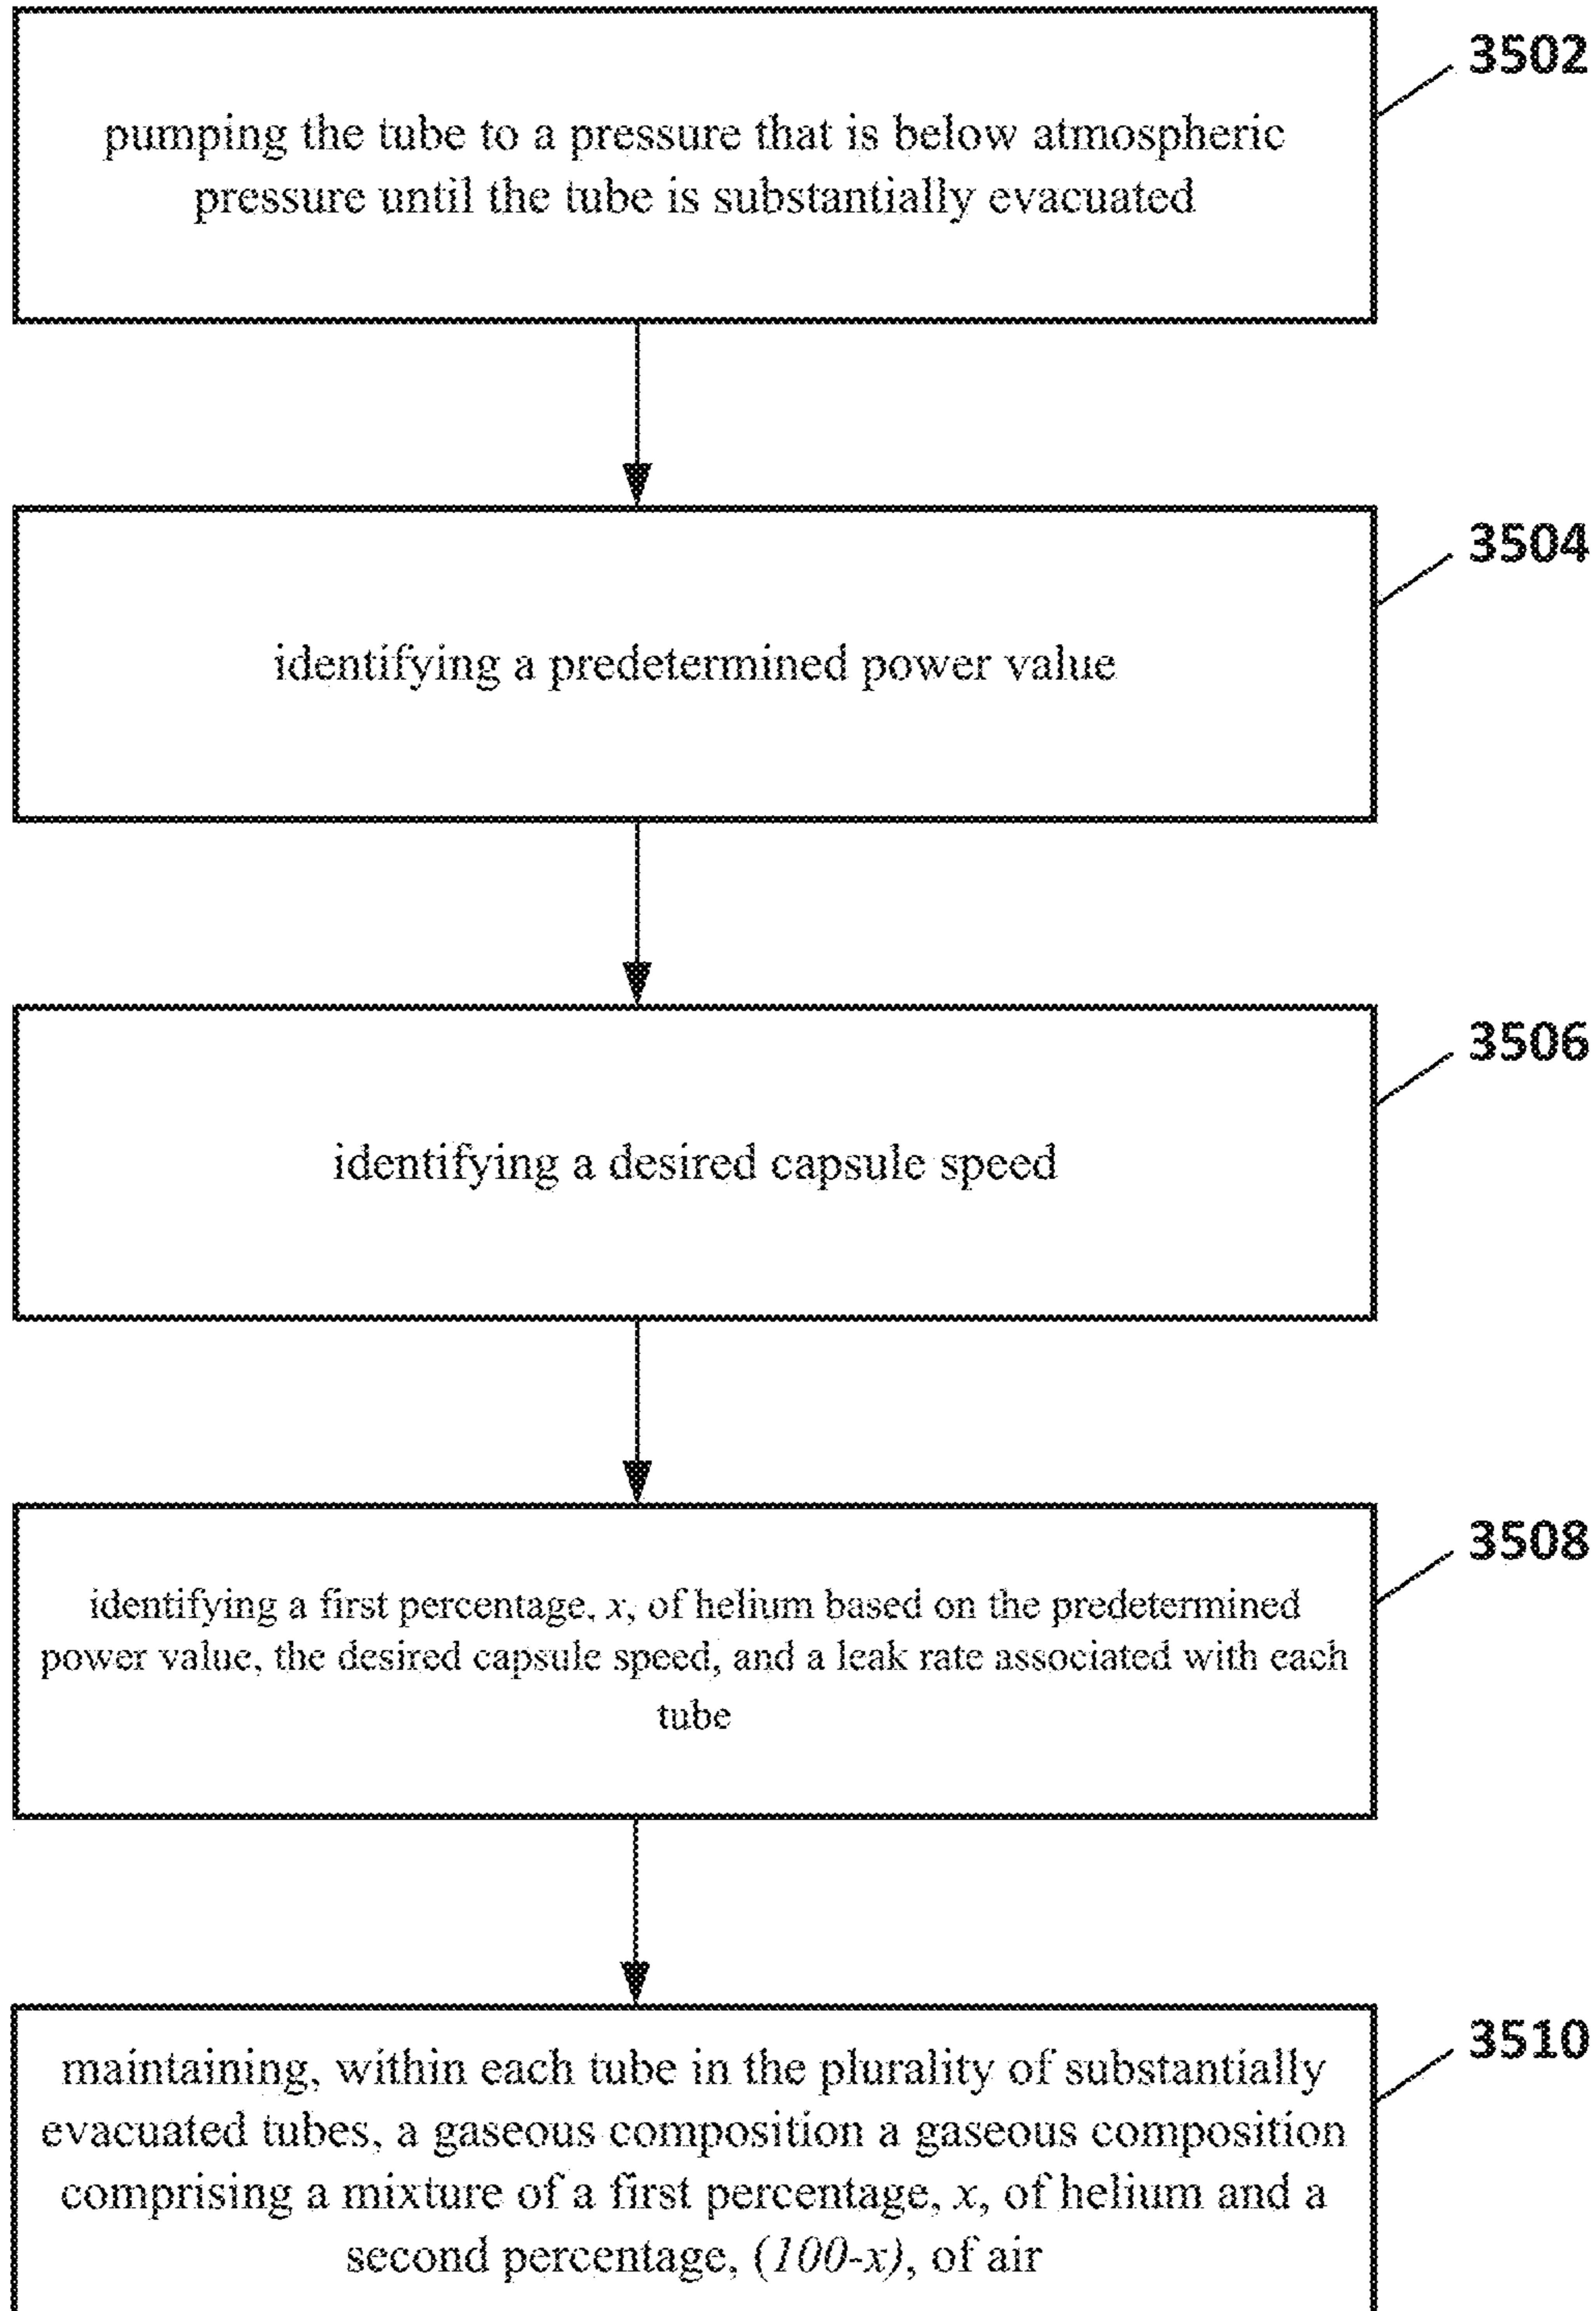 3502
pumping the tube to a pressure that is below atmospheric
pressure until the tube is substantially evacuated
3504
identifying a predetermined power value
3506
identifying a desired capsule speed
3508
identifying a first percentage, x, of helium based on the predetermined
power value, the desired capsule speed, and a leak rate associated with each
tube
3510
maintaining, within each tube in the plurality of substantially
evacuated tubes, a gaseous composition a gaseous composition
comprising a mixture of a first percentage, x, of helium and a
second percentage, (100-x), of air